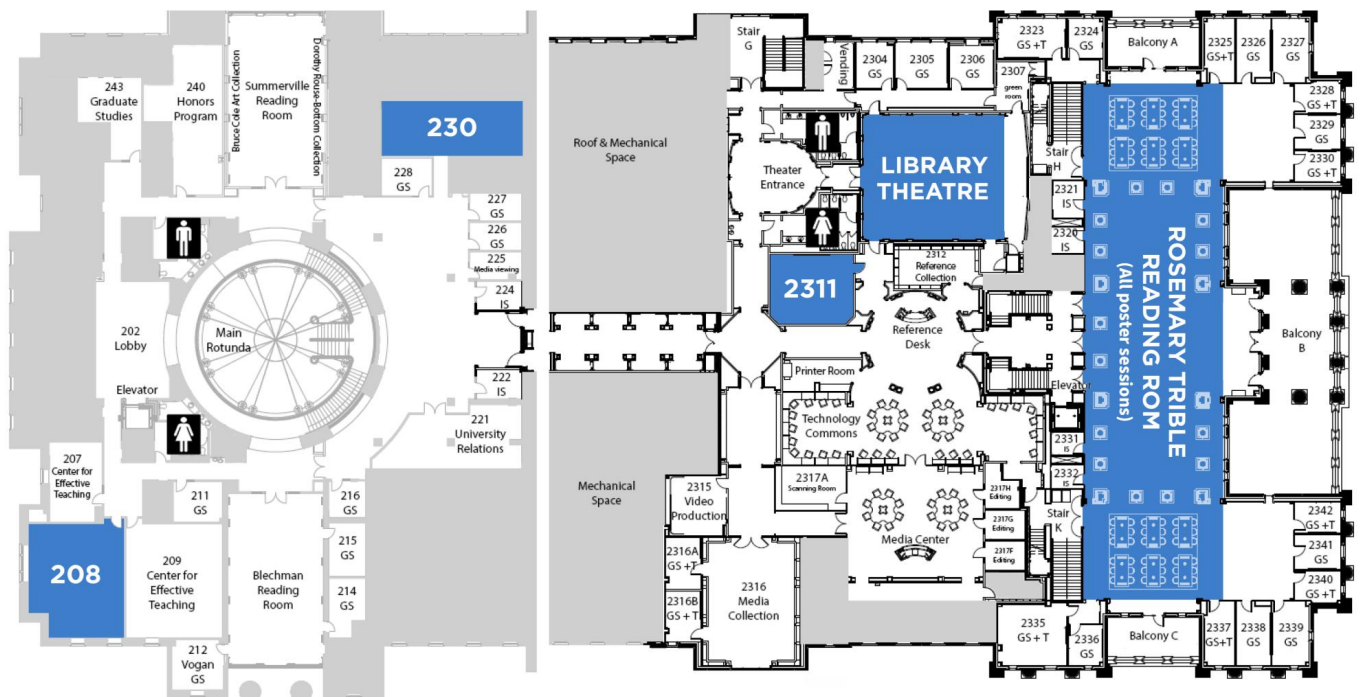 243
Graduate
Studies
240
Honors
Program
Bruce Cole Art Collection
Summerville
Reading
Room
Dorothy Rouse-Bottom Collection
230
228
GS
227
GS
226
GS
225
Media viewing
224
IS
202
Lobby
Main
Rotunda
Elevator
222
IS
221
University
Relations
207
Center for
Effective
Teaching
211
GS
216
GS
208
209
Center for
Effective
Teaching
Blechman
Reading
Room
215
GS
214
GS
212
Vogan
GS
Roof & Mechanical
Space
Mechanical
Space
Stair
G
Vending
2304
GS
2305
GS
2306
GS
2307
green
room
2323
GS +T
2324
GS
Balcony A
2325
GS+T
2326
GS
2327
GS
2328
GS +T
2329
GS
2330
GS +T
Theater
Entrance
LIBRARY
THEATRE
Stair
H
2321
IS
2320
IS
2312
Reference
Collection
2311
Reference
Desk
ROSEMARY TRIBLE
READING ROM
(All poster sessions)
Balcony
B
Printer Room
Elevator
Technology
Commons
2331
IS
2332
IS
2315
Video
Production
2317A
Scanning Room
2317H
Editing
2317G
Editing
2317F
Editing
Media Center
Stair
K
2316A
GS +T
2316B
GS + T
2316
Media
Collection
2342
GS +T
2341
GS
2340
GS +T
2335
GS + T
2336
GS
Balcony C
2337
GS+T
2338
GS
2339
GS